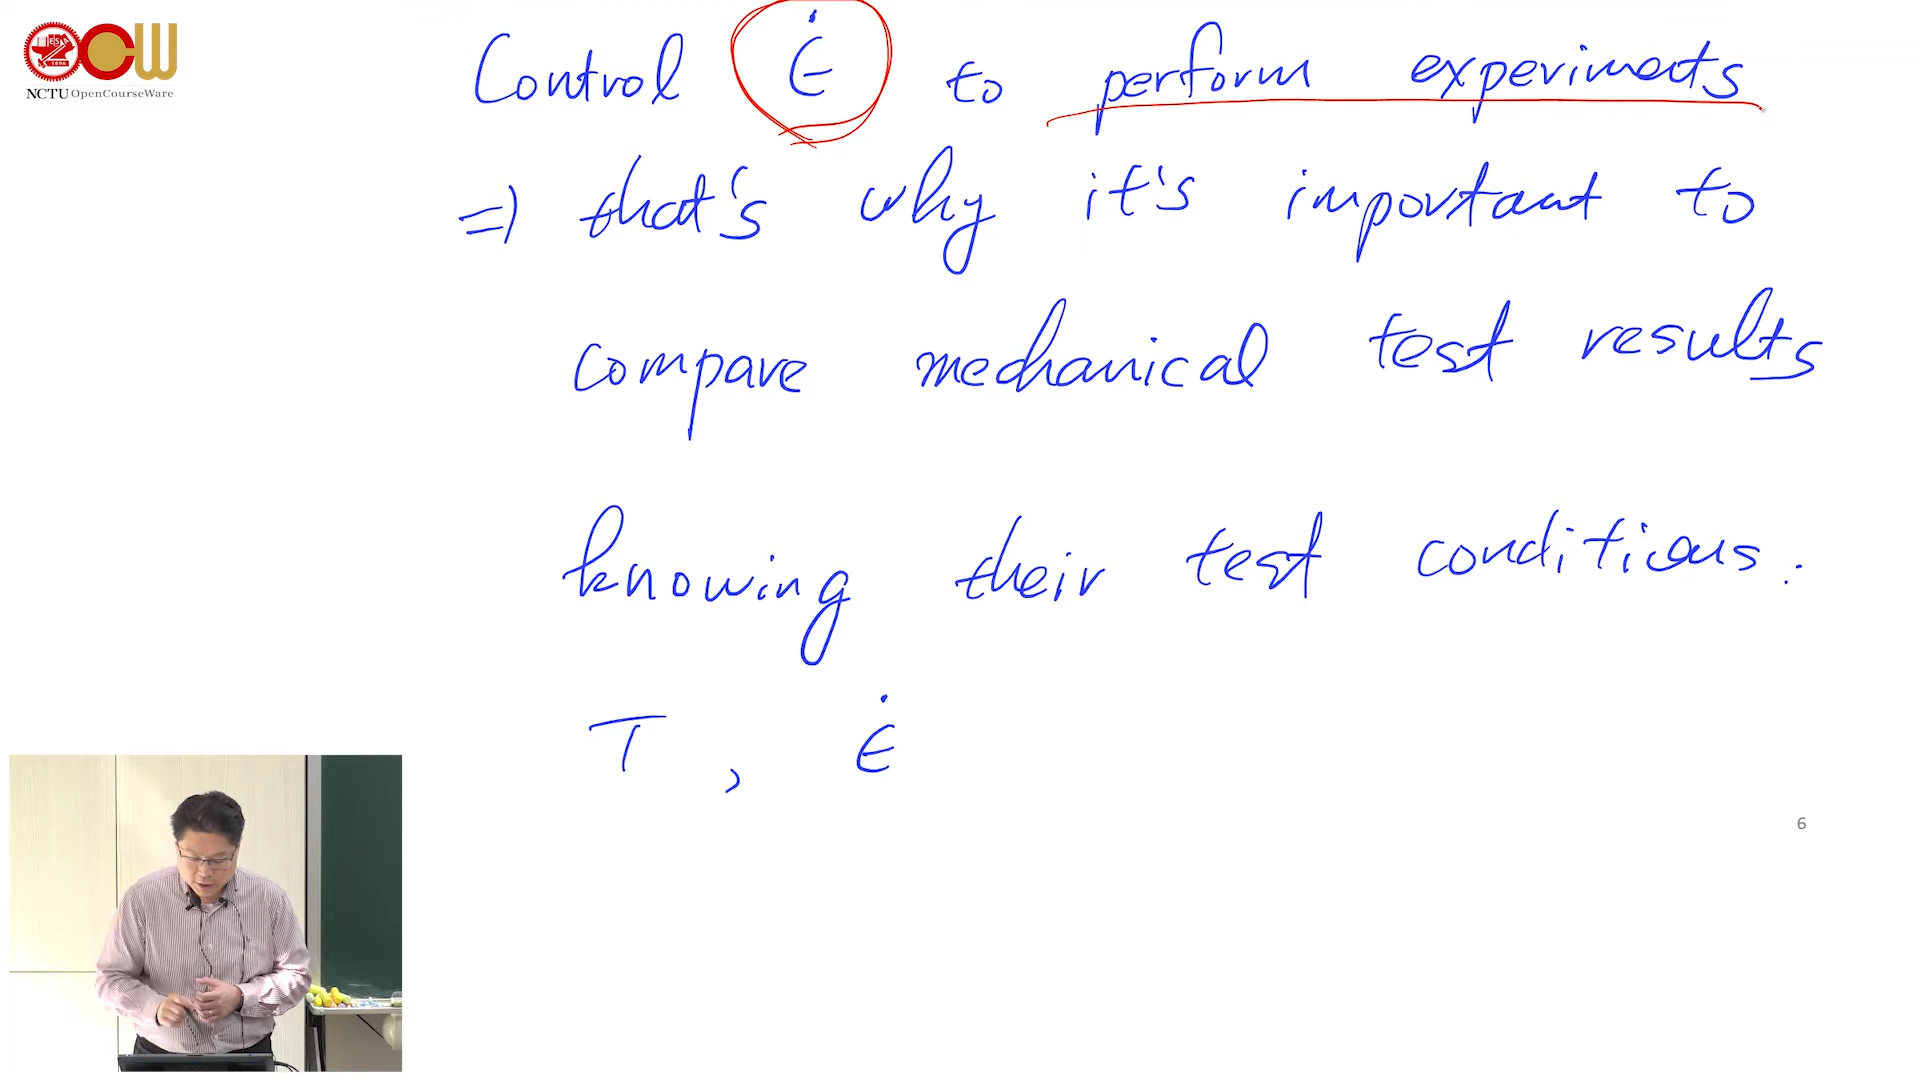 OCW
NCTU OpenCourseWare
Control ε̇ to perform experiments
⇒ that's why it's important to
compare mechanical test results
knowing their test conditions.
T , ε̇
6